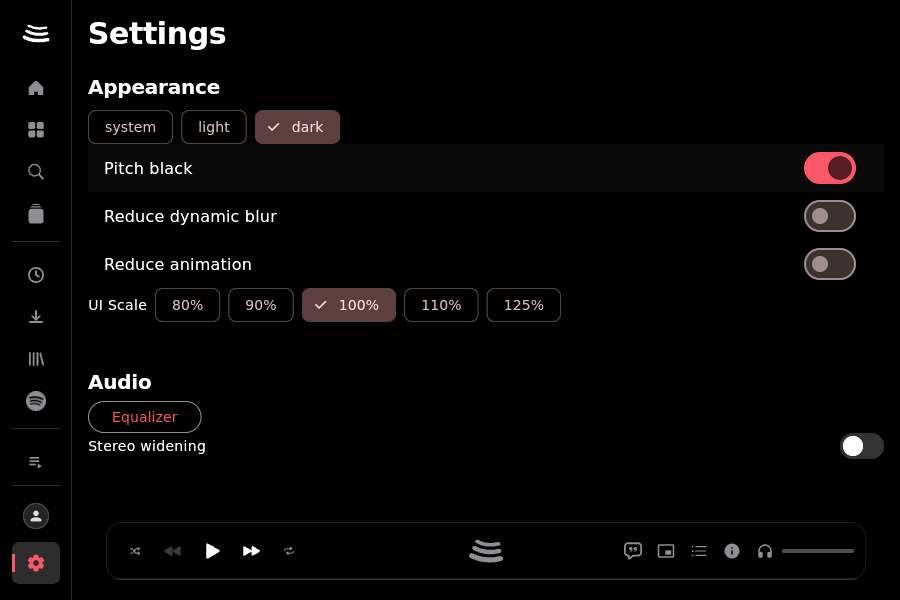 Settings
Appearance
system light dark
Pitch black
Reduce dynamic blur
Reduce animation
UI Scale 80% 90% 100% 110% 125%
Audio
Equalizer
Stereo widening